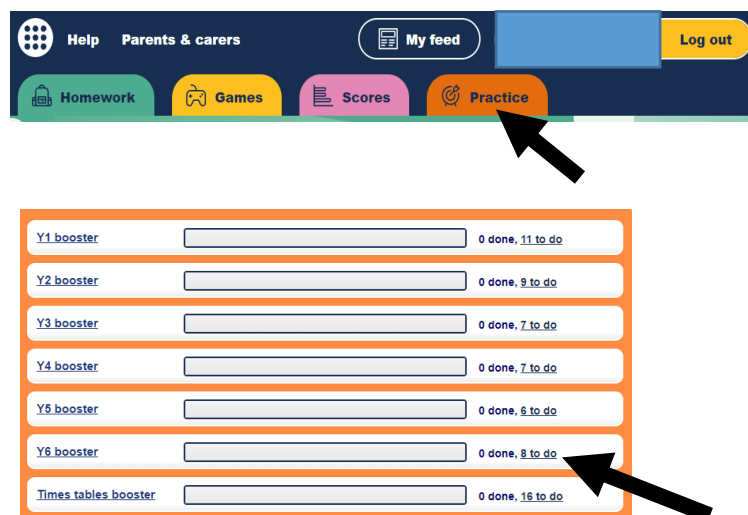 Help Parents & carers My feed Log out
Homework Games Scores Practice
Y1 booster 0 done, 11 to do
Y2 booster 0 done, 9 to do
Y3 booster 0 done, 7 to do
Y4 booster 0 done, 7 to do
Y5 booster 0 done, 6 to do
Y6 booster 0 done, 8 to do
Times tables booster 0 done, 16 to do